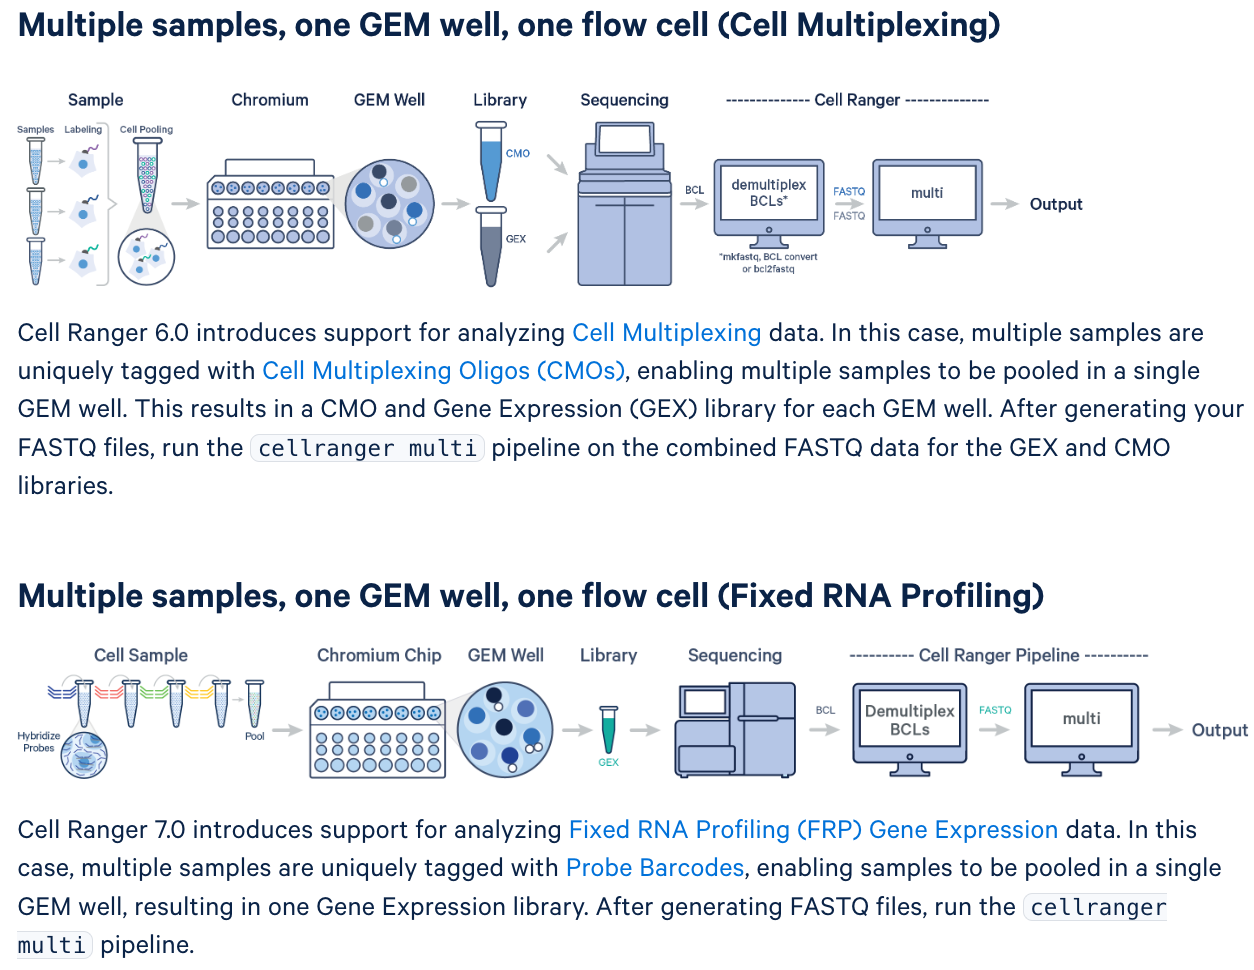 Multiple samples, one GEM well, one flow cell (Cell Multiplexing)
Sample
Chromium
GEM Well
Library
Sequencing
-------------- Cell Ranger --------------
Samples
Labeling
Cell Pooling
CMO
GEX
BCL
demultiplex
BCLs*
FASTQ
FASTQ
multi
Output
*mkfastq, BCL convert
or bcl2fastq
Cell Ranger 6.0 introduces support for analyzing Cell Multiplexing data. In this case, multiple samples are
uniquely tagged with Cell Multiplexing Oligos (CMOs), enabling multiple samples to be pooled in a single
GEM well. This results in a CMO and Gene Expression (GEX) library for each GEM well. After generating your
FASTQ files, run the cellranger multi pipeline on the combined FASTQ data for the GEX and CMO
libraries.
Multiple samples, one GEM well, one flow cell (Fixed RNA Profiling)
Cell Sample
Chromium Chip
GEM Well
Library
Sequencing
---------- Cell Ranger Pipeline ----------
Hybridize
Probes
Pool
GEX
BCL
Demultiplex
BCLs
FASTQ
multi
Output
Cell Ranger 7.0 introduces support for analyzing Fixed RNA Profiling (FRP) Gene Expression data. In this
case, multiple samples are uniquely tagged with Probe Barcodes, enabling samples to be pooled in a single
GEM well, resulting in one Gene Expression library. After generating FASTQ files, run the cellranger
multi pipeline.